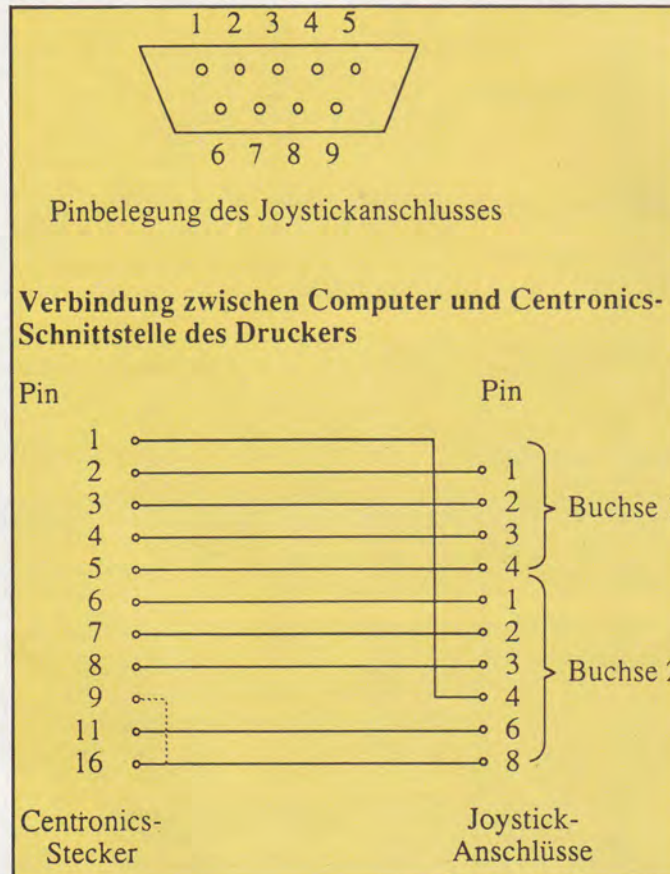 1 2 3 4 5
6 7 8 9
Pinbelegung des Joystickanschlusses
Verbindung zwischen Computer und Centronics-
Schnittstelle des Druckers
Pin Pin
1
2 1
3 2
4 3
5 4
6 1
7 2
8 3
9 4
11 6
16 8
Buchse
Buchse 2
Centronics-
Stecker
Joystick-
Anschlüsse